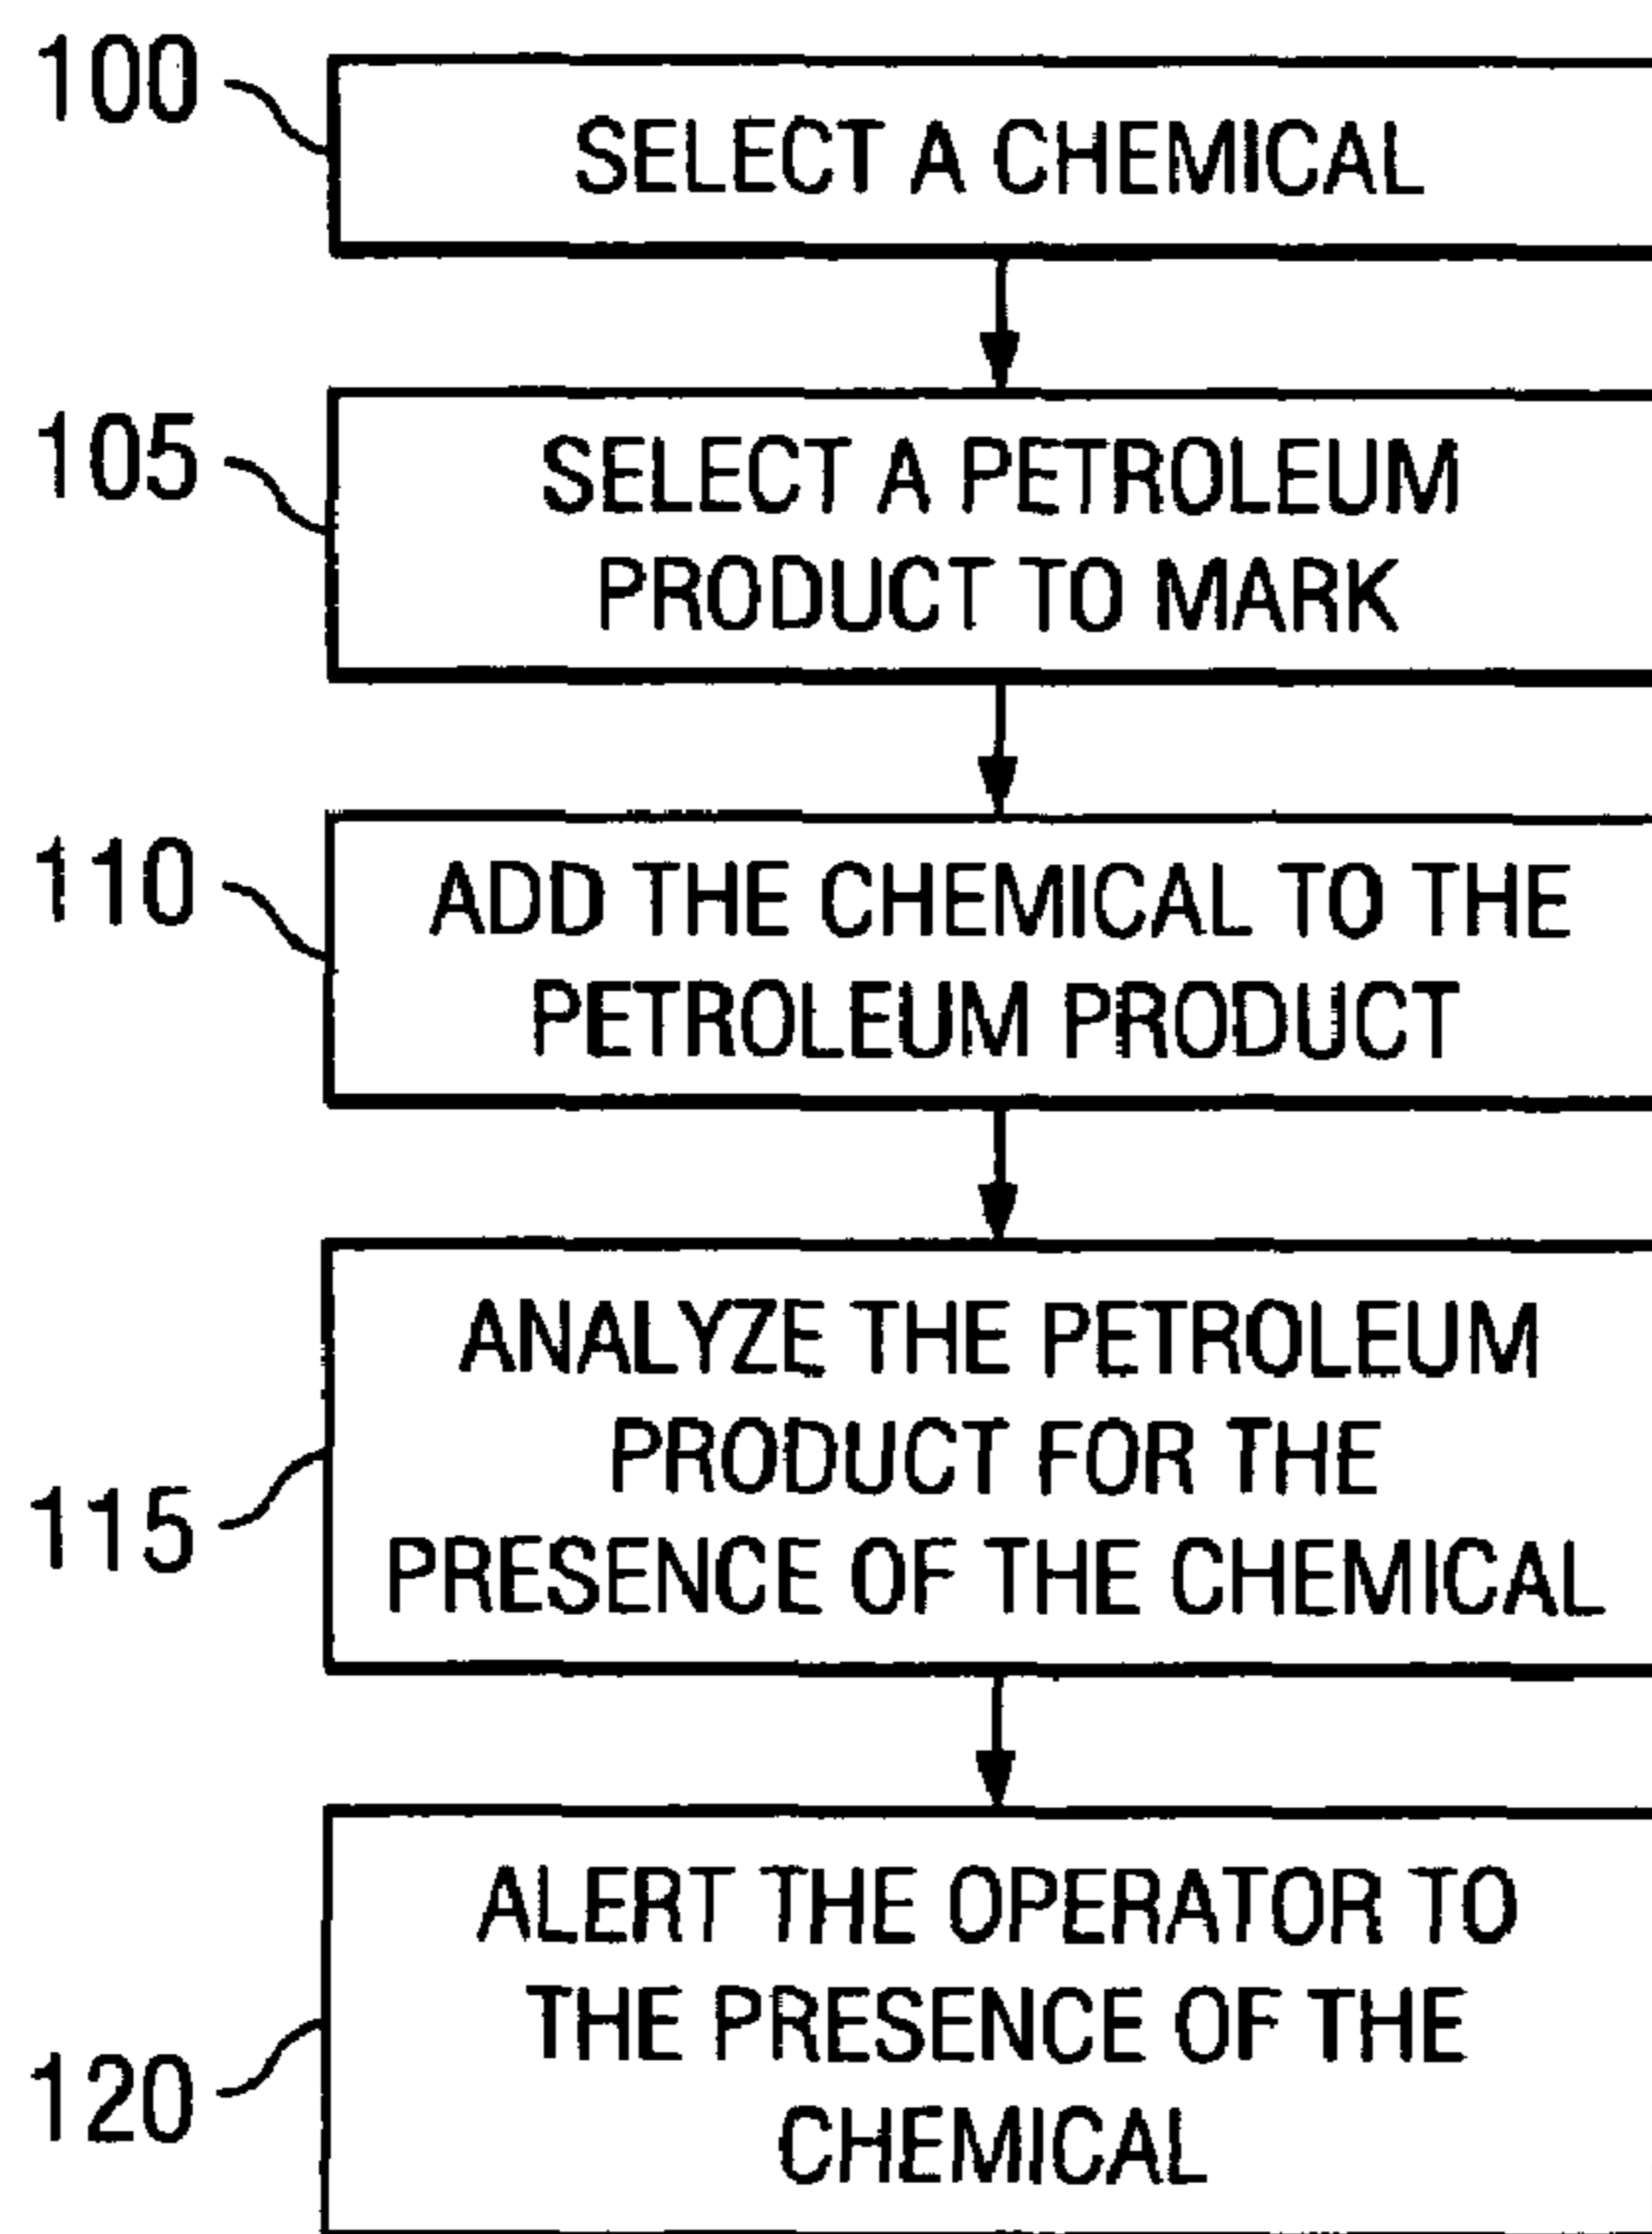 100
SELECT A CHEMICAL
105
SELECT A PETROLEUM
PRODUCT TO MARK
110
ADD THE CHEMICAL TO THE
PETROLEUM PRODUCT
115
ANALYZE THE PETROLEUM
PRODUCT FOR THE
PRESENCE OF THE CHEMICAL
120
ALERT THE OPERATOR TO
THE PRESENCE OF THE
CHEMICAL